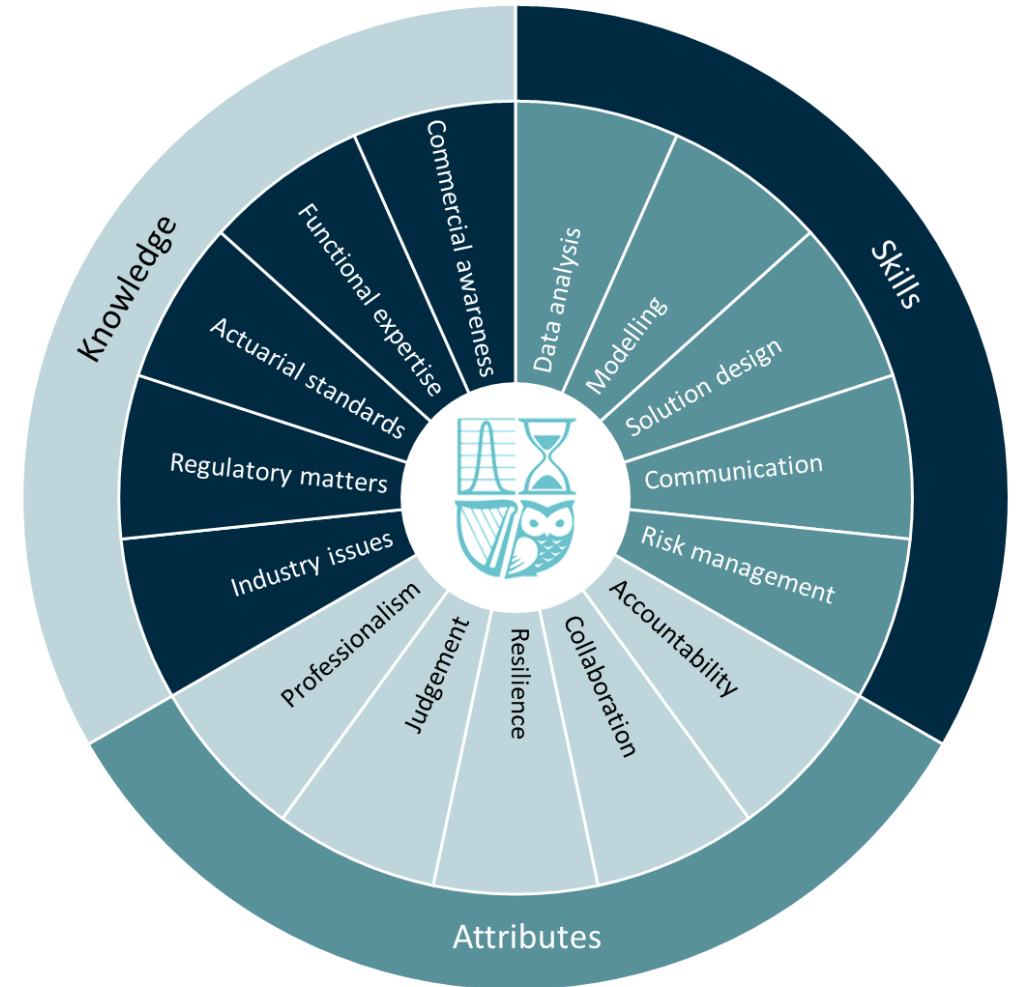 Knowledge
Commercial awareness
Functional expertise
Actuarial standards
Regulatory matters
Industry issues
Skills
Data analysis
Modelling
Solution design
Communication
Risk management
Attributes
Accountability
Collaboration
Resilience
Judgement
Professionalism